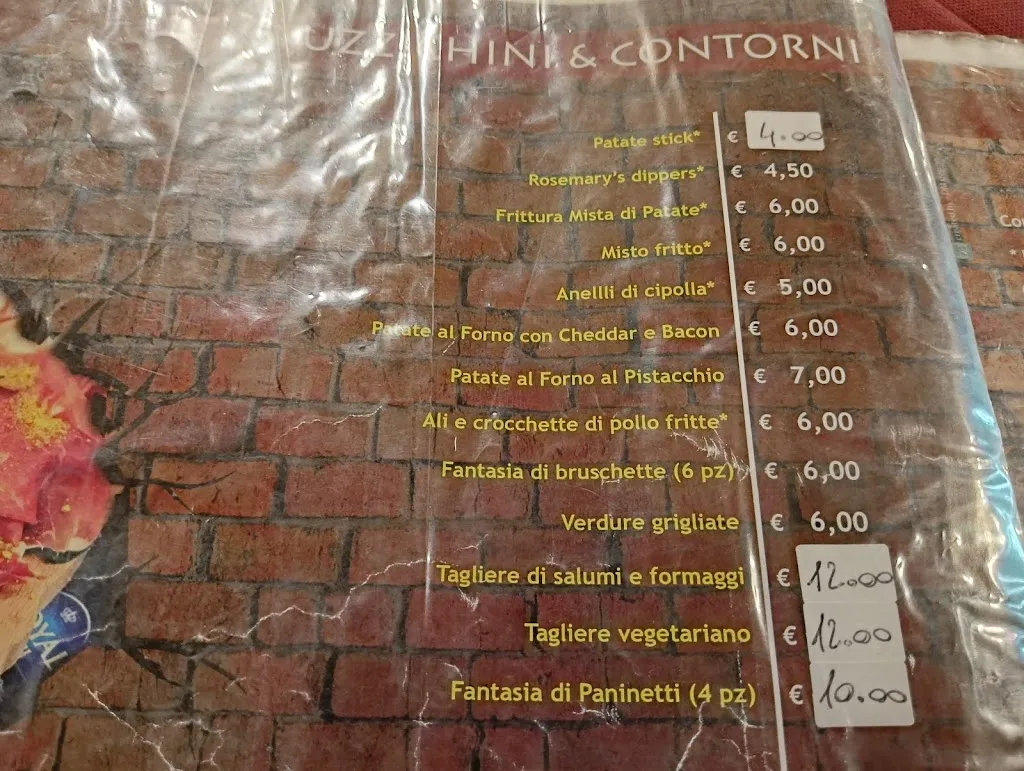 UZZ HINI & CONTORNI
Patate stick* € 4.00
Rosemary's dippers* € 4,50
Frittura Mista di Patate* € 6,00
Misto fritto* € 6,00
Anellli di cipolla* € 5,00
Patate al Forno con Cheddar e Bacon € 6,00
Patate al Forno al Pistacchio € 7,00
Ali e crocchette di pollo fritte* € 6,00
Fantasia di bruschette (6 pz) € 6,00
Verdure grigliate € 6,00
Tagliere di salumi e formaggi € 12.00
Tagliere vegetariano € 12.00
Fantasia di Paninetti (4 pz) € 10.00